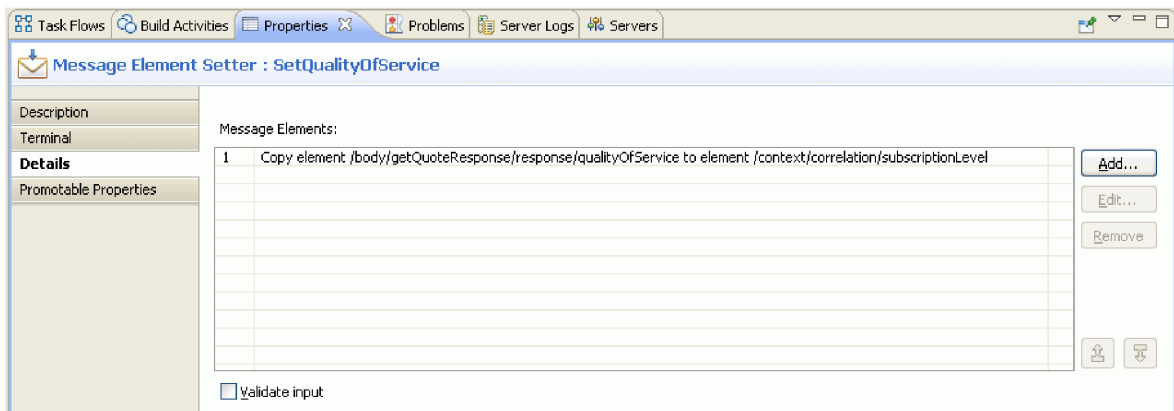 Task Flows Build Activities Properties Problems Server Logs Servers
Message Element Setter : SetQualityOfService
Description
Terminal
Details
Promotable Properties
Message Elements:
1 Copy element /body/getQuoteResponse/response/qualityOfService to element /context/correlation/subscriptionLevel
Add...
Edit...
Remove
Validate input